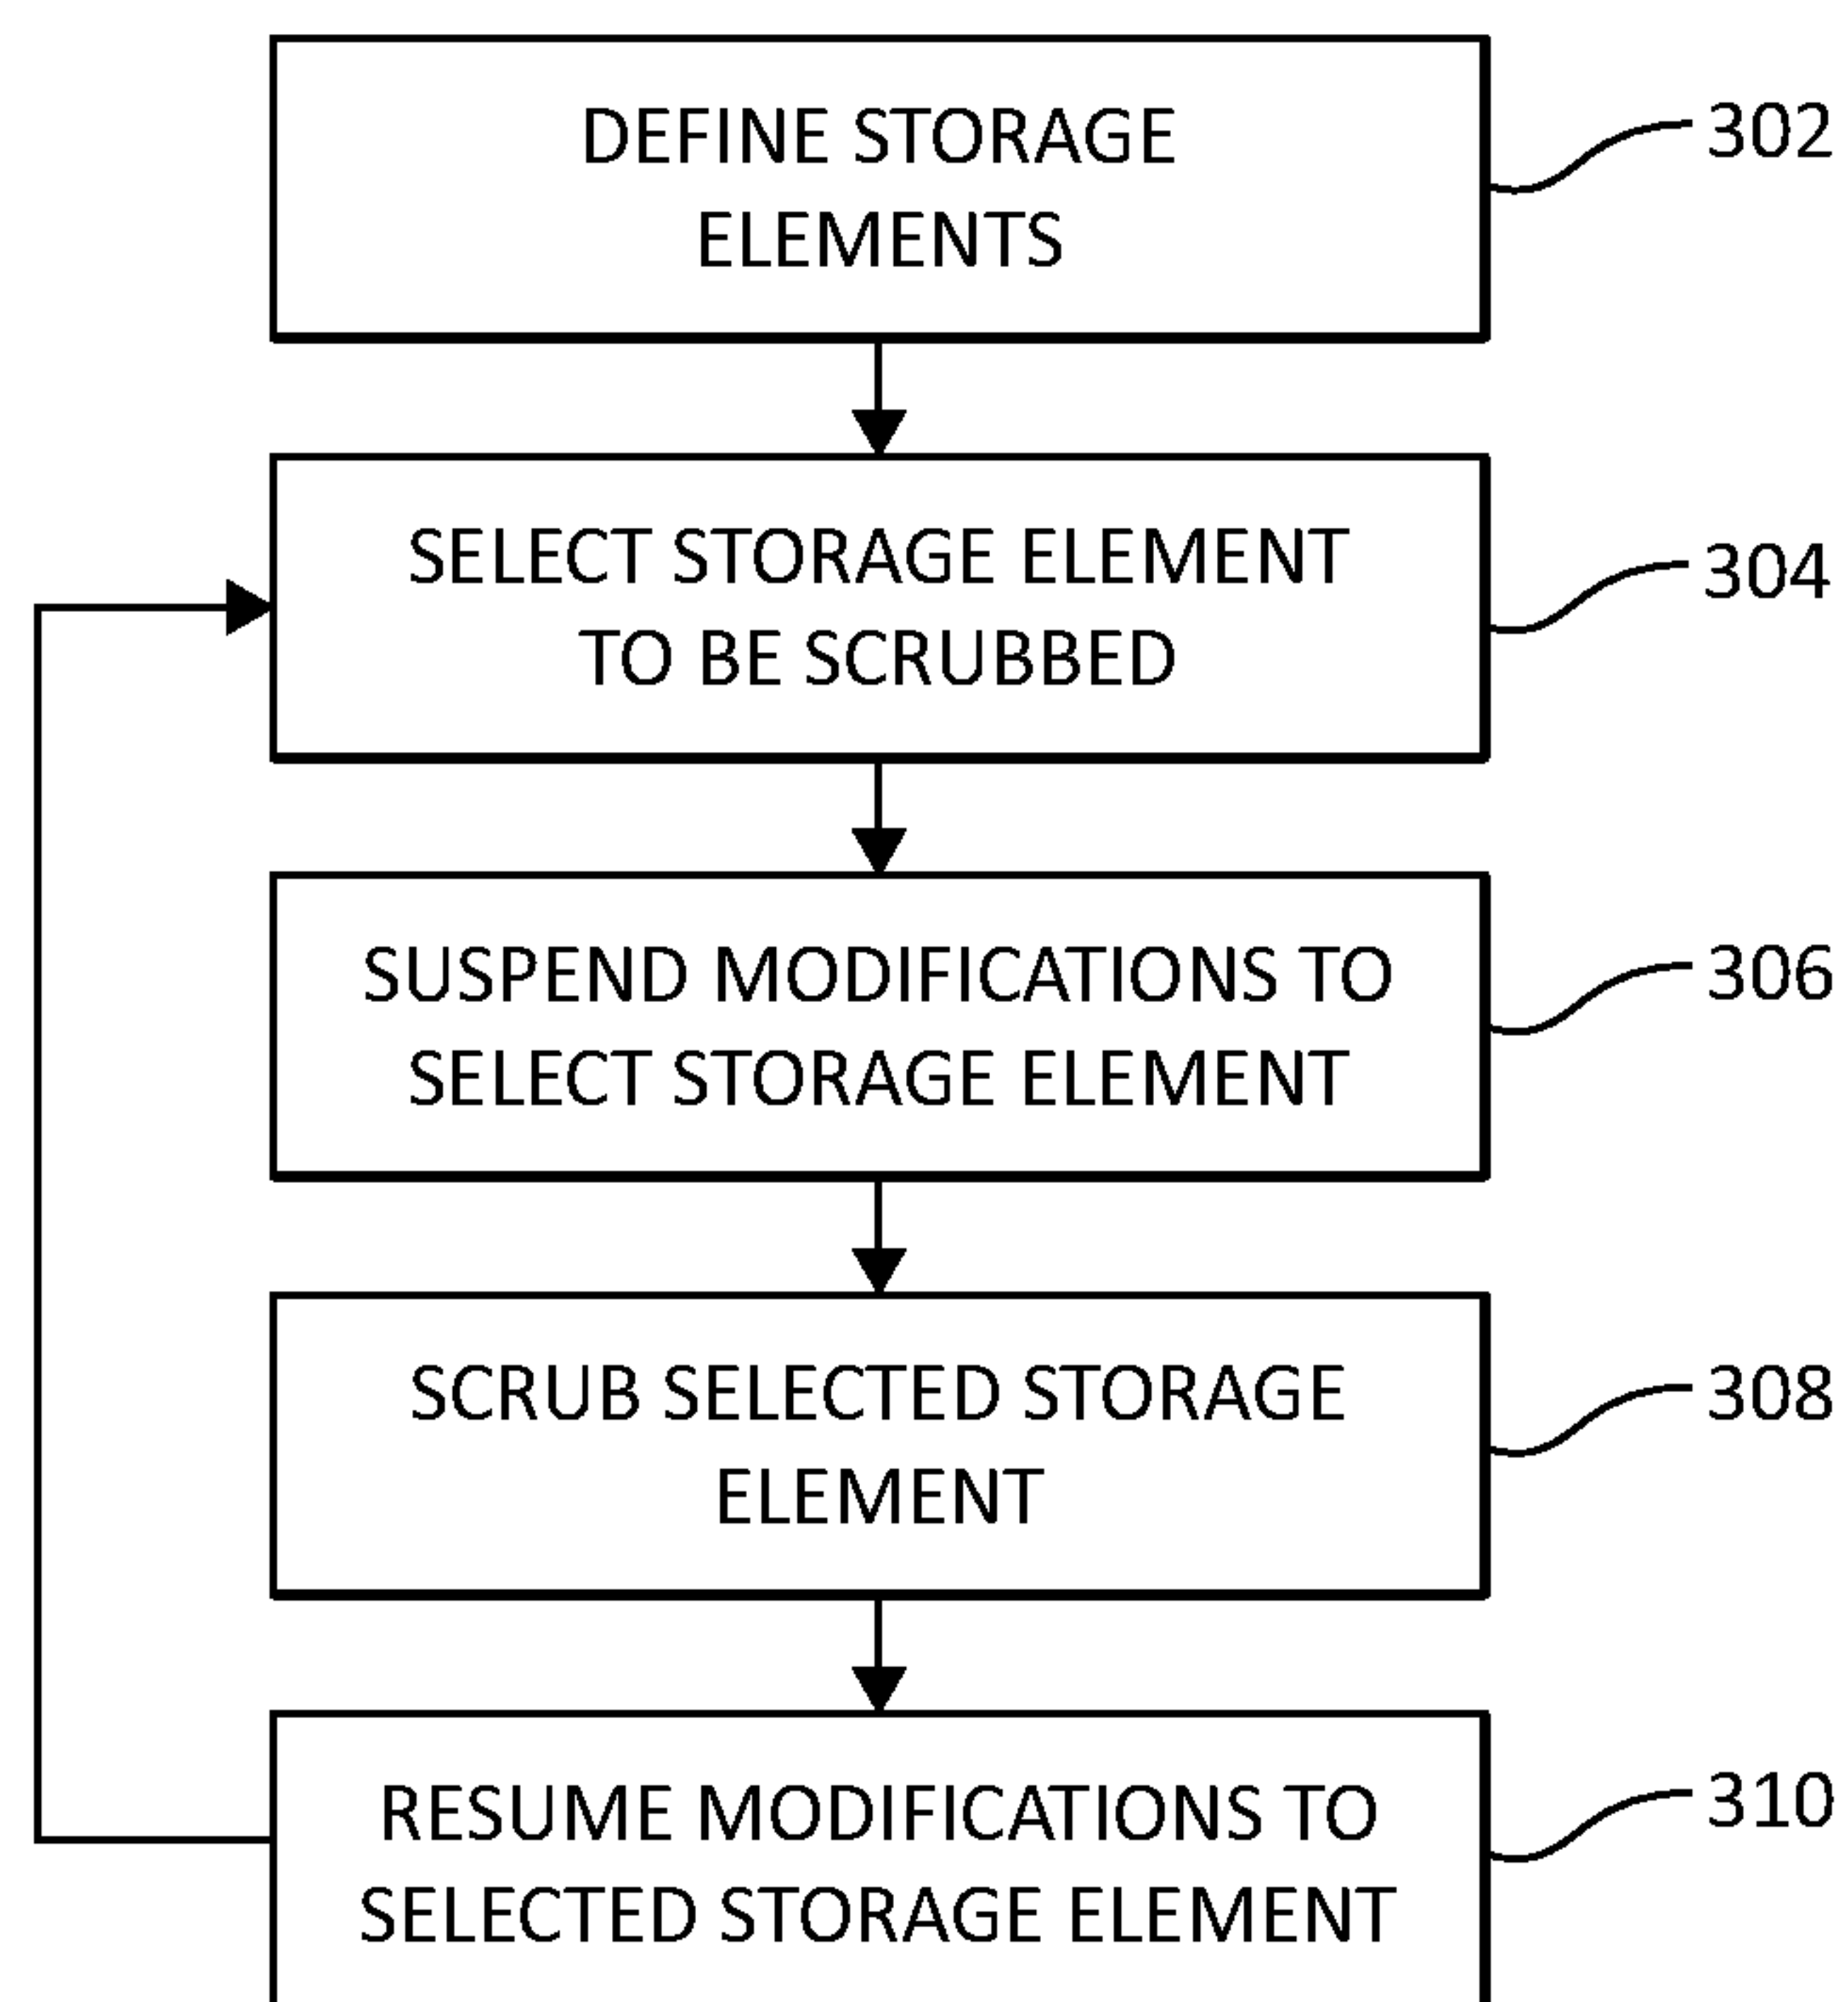 DEFINE STORAGE
ELEMENTS
302
SELECT STORAGE ELEMENT
TO BE SCRUBBED
304
SUSPEND MODIFICATIONS TO
SELECT STORAGE ELEMENT
306
SCRUB SELECTED STORAGE
ELEMENT
308
RESUME MODIFICATIONS TO
SELECTED STORAGE ELEMENT
310